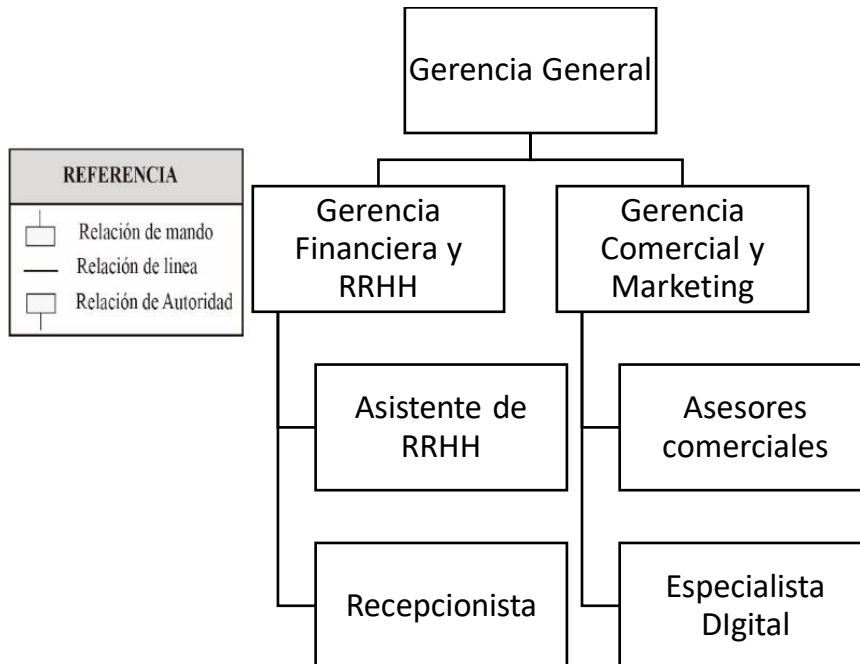 Gerencia General
REFERENCIA
Relación de mando
Relación de linea
Relación de Autoridad
Gerencia
Financiera y
RRHH
Gerencia
Comercial y
Marketing
Asistente de
RRHH
Asesores
comerciales
Recepcionista
Especialista
DIgital